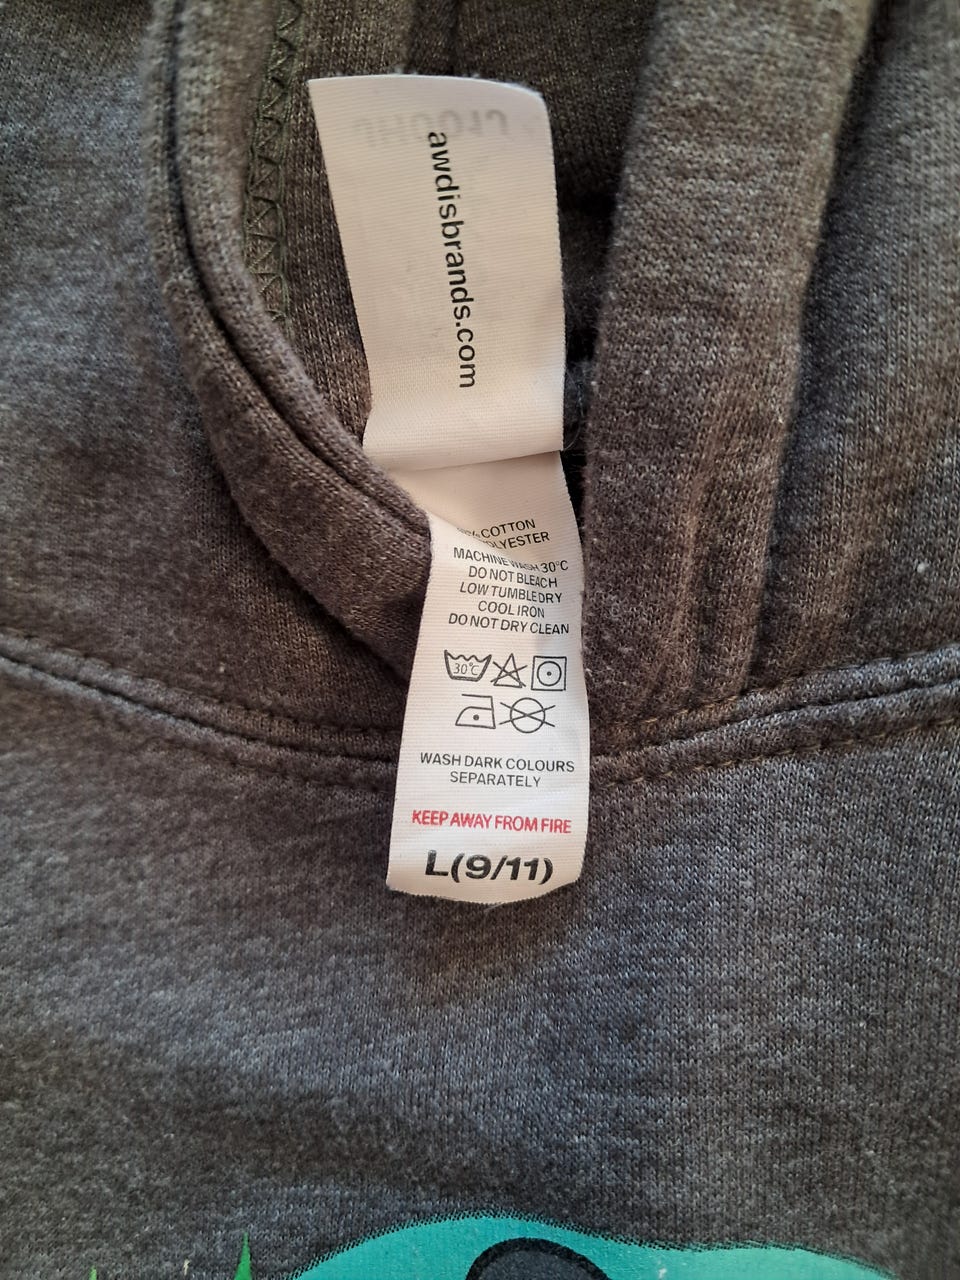 awdisbrands.com
% COTTON
POLYESTER
MACHINE WASH 30°C
DO NOT BLEACH
LOW TUMBLE DRY
COOL IRON
DO NOT DRY CLEAN
30°C
WASH DARK COLOURS
SEPARATELY
KEEP AWAY FROM FIRE
L(9/11)